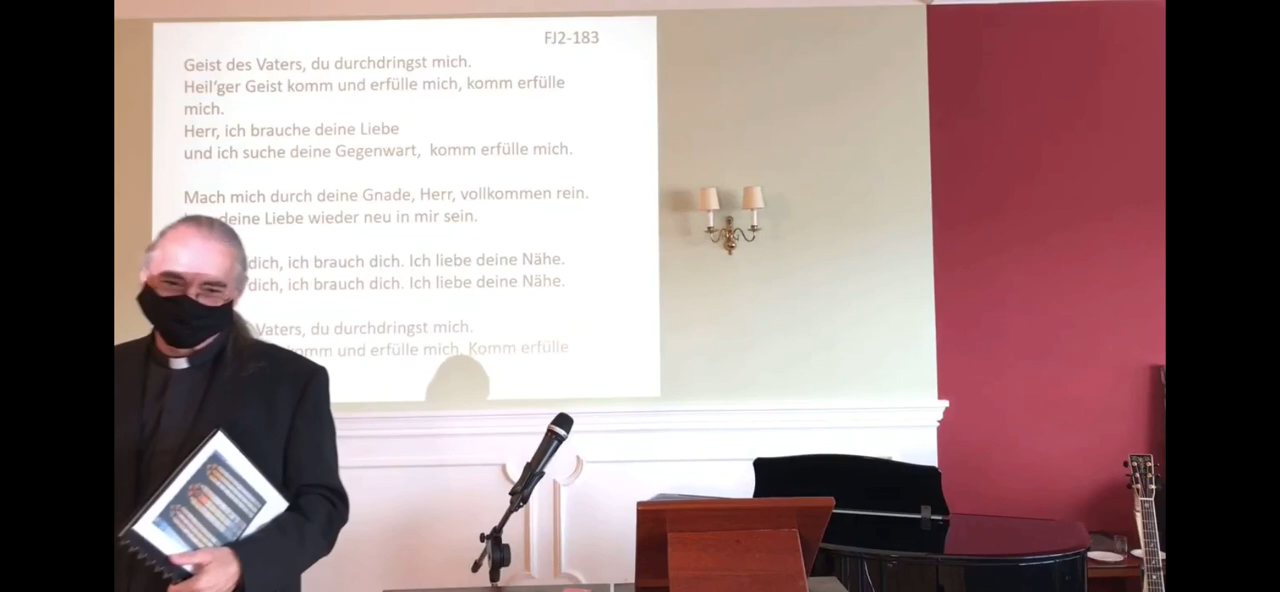 FJ2-183
Geist des Vaters, du durchdringst mich.
Heil'ger Geist komm und erfülle mich, komm erfülle
mich.
Herr, ich brauche deine Liebe
und ich suche deine Gegenwart, komm erfülle mich.
Mach mich durch deine Gnade, Herr, vollkommen rein.
deine Liebe wieder neu in mir sein.
dich, ich brauch dich. Ich liebe deine Nähe.
dich, ich brauch dich. Ich liebe deine Nähe.
Vaters, du durchdringst mich.
komm und erfülle mich. Komm erfülle